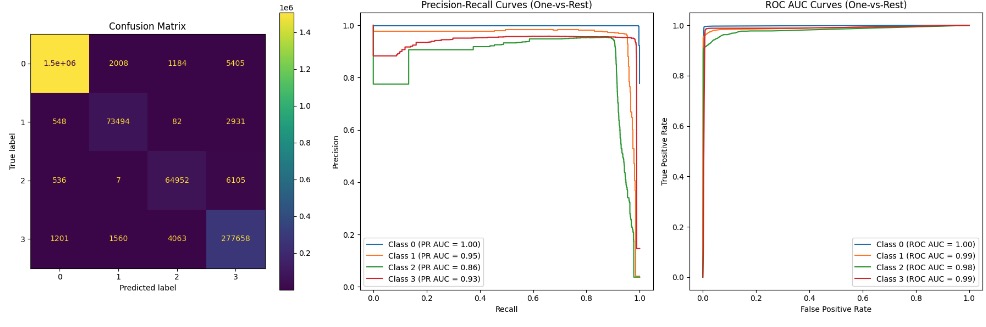 Confusion Matrix
True label
0
1
2
3
1.5e+06 2008 1184 5405
548 73494 82 2931
536 7 64952 6105
1201 1560 4063 277658
0 1 2 3
Predicted label
1e6
1.4
1.2
1.0
0.8
0.6
0.4
0.2
Precision-Recall Curves (One-vs-Rest)
Precision
1.0
0.8
0.6
0.4
0.2
0.0
Class 0 (PR AUC = 1.00)
Class 1 (PR AUC = 0.95)
Class 2 (PR AUC = 0.86)
Class 3 (PR AUC = 0.93)
0.0 0.2 0.4 0.6 0.8 1.0
Recall
ROC AUC Curves (One-vs-Rest)
True Positive Rate
1.0
0.8
0.6
0.4
0.2
0.0
Class 0 (ROC AUC = 1.00)
Class 1 (ROC AUC = 0.99)
Class 2 (ROC AUC = 0.98)
Class 3 (ROC AUC = 0.99)
0.0 0.2 0.4 0.6 0.8 1.0
False Positive Rate